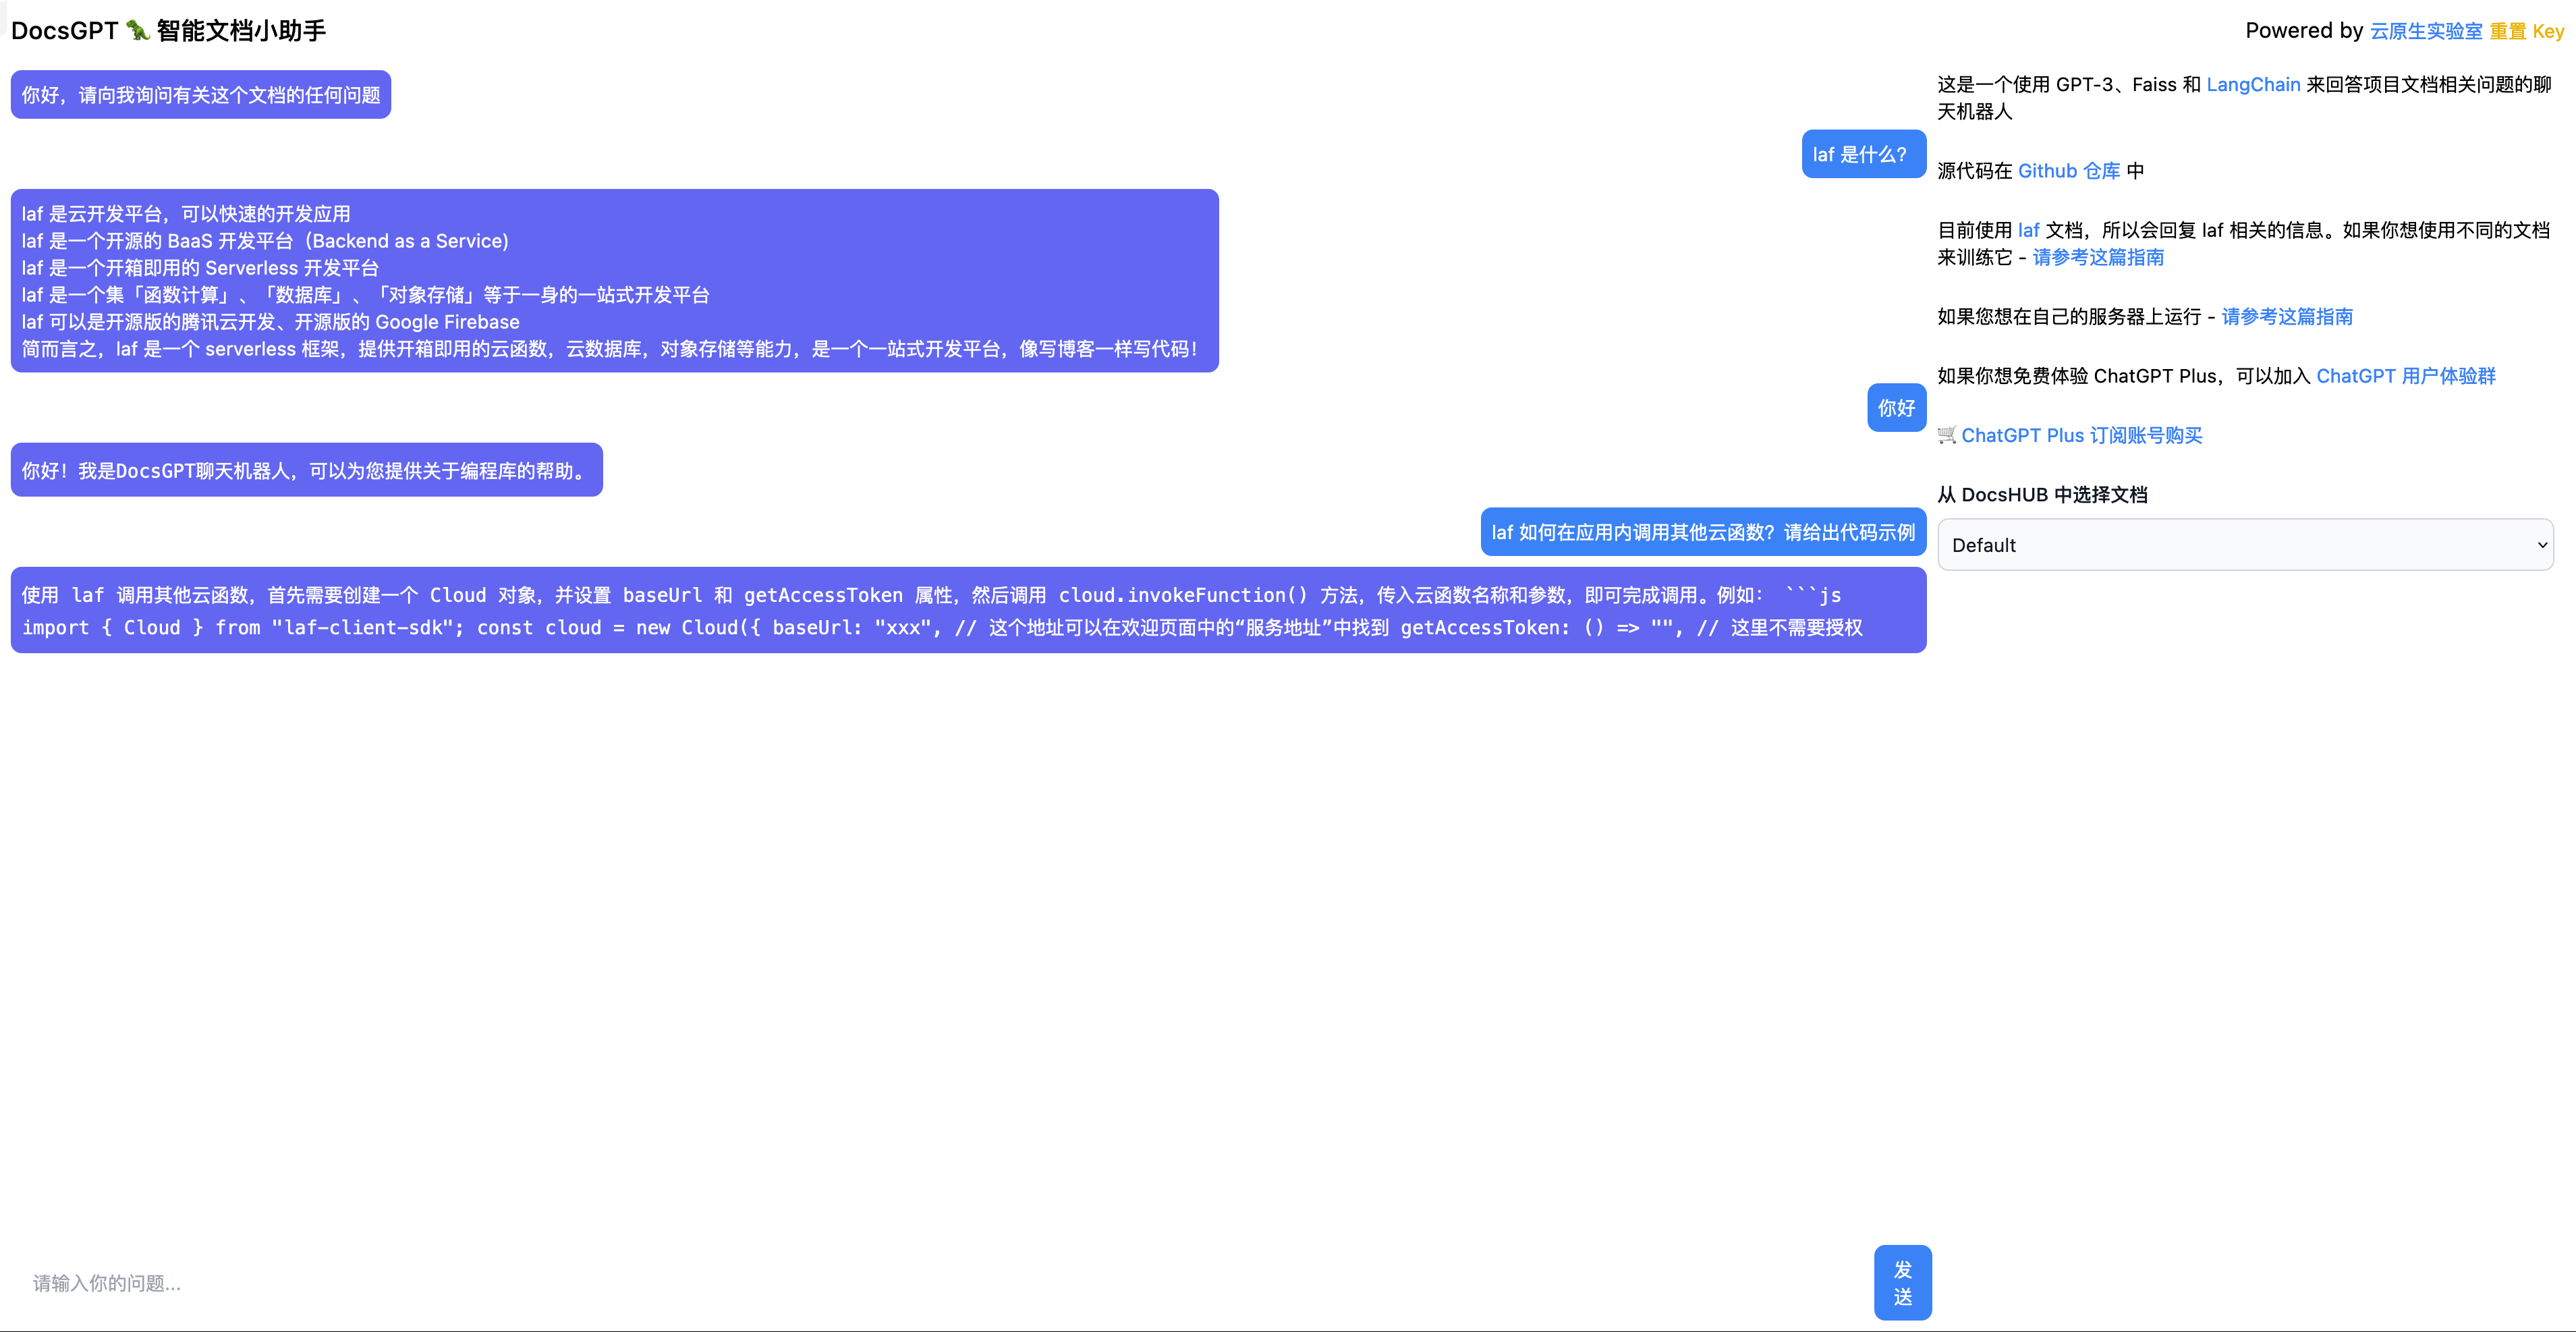 DocsGPT 🦖 智能文档小助手
Powered by 云原生实验室 重置 Key
你好，请向我询问有关这个文档的任何问题
laf 是什么？
laf 是云开发平台，可以快速的开发应用
laf 是一个开源的 BaaS 开发平台（Backend as a Service)
laf 是一个开箱即用的 Serverless 开发平台
laf 是一个集「函数计算」、「数据库」、「对象存储」等于一身的一站式开发平台
laf 可以是开源版的腾讯云开发、开源版的 Google Firebase
简而言之，laf 是一个 serverless 框架，提供开箱即用的云函数，云数据库，对象存储等能力，是一个一站式开发平台，像写博客一样写代码！
你好
你好！我是DocsGPT聊天机器人，可以为您提供关于编程库的帮助。
laf 如何在应用内调用其他云函数？请给出代码示例
使用 laf 调用其他云函数，首先需要创建一个 Cloud 对象，并设置 baseUrl 和 getAccessToken 属性，然后调用 cloud.invokeFunction() 方法，传入云函数名称和参数，即可完成调用。例如： ```js
import { Cloud } from "laf-client-sdk"; const cloud = new Cloud({ baseUrl: "xxx", // 这个地址可以在欢迎页面中的“服务地址”中找到 getAccessToken: () => "", // 这里不需要授权
请输入你的问题...
发
送
这是一个使用 GPT-3、Faiss 和 LangChain 来回答项目文档相关问题的聊
天机器人
源代码在 Github 仓库 中
目前使用 laf 文档，所以会回复 laf 相关的信息。如果你想使用不同的文档
来训练它 - 请参考这篇指南
如果您想在自己的服务器上运行 - 请参考这篇指南
如果你想免费体验 ChatGPT Plus，可以加入 ChatGPT 用户体验群
🛒 ChatGPT Plus 订阅账号购买
从 DocsHUB 中选择文档
Default